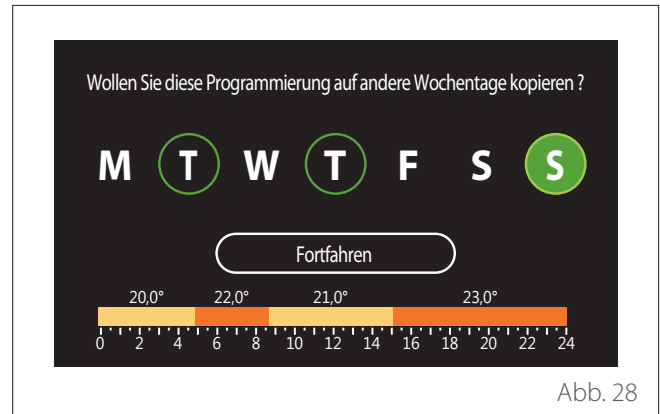 Wollen Sie diese Programmierung auf andere Wochentage kopieren ?
M T W T F S S
Fortfahren
20,0° 22,0° 21,0° 23,0°
0 2 4 6 8 10 12 14 16 18 20 22 24
Abb. 28